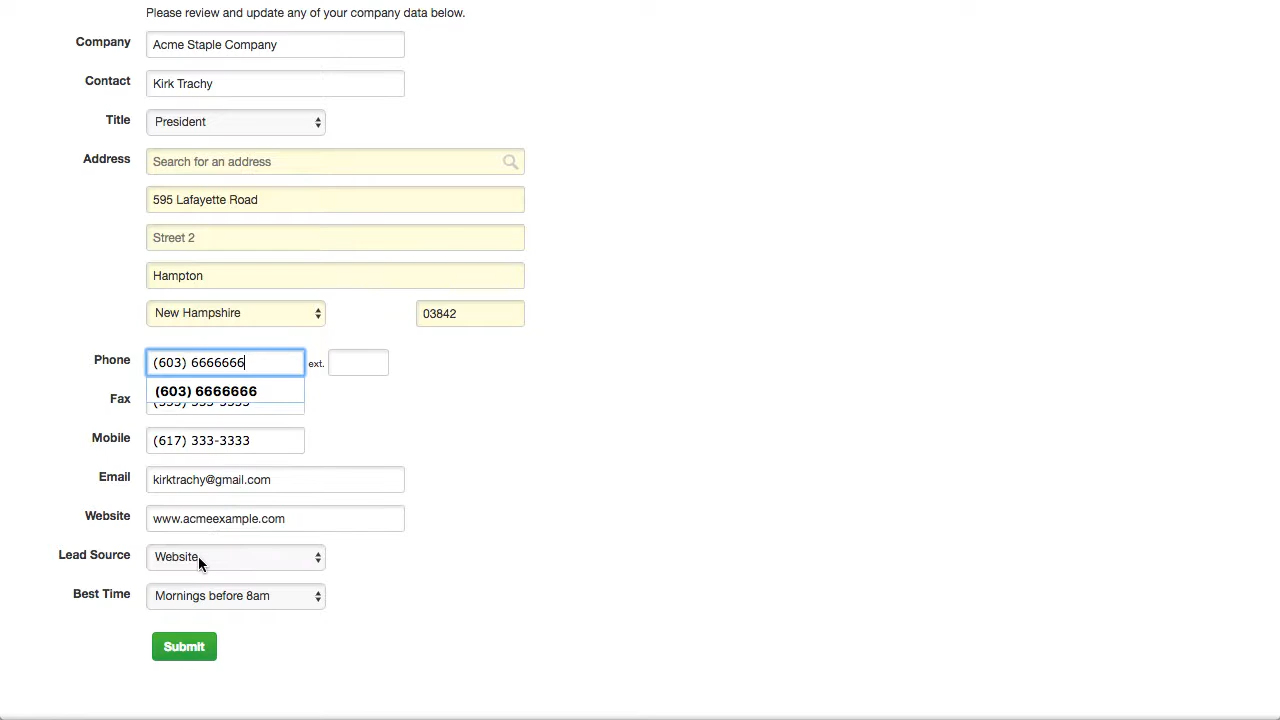 Please review and update any of your company data below.
Company Acme Staple Company
Contact Kirk Trachy
Title President
Address Search for an address
595 Lafayette Road
Street 2
Hampton
New Hampshire 03842
Phone (603) 6666666 ext.
(603) 6666666
Fax
Mobile (617) 333-3333
Email kirktrachy@gmail.com
Website www.acmeexample.com
Lead Source Website
Best Time Mornings before 8am
Submit